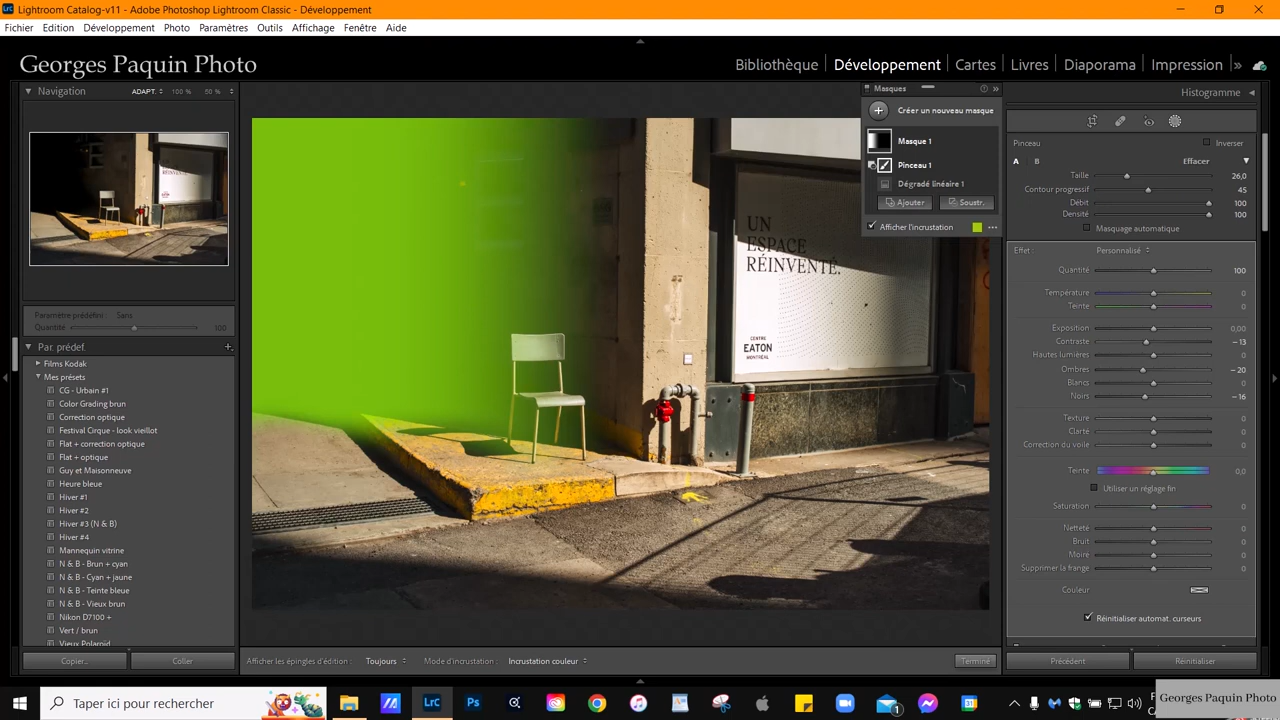 Lightroom Catalog-v11 - Adobe Photoshop Lightroom Classic - Développement
Fichier Edition Développement Photo Paramètres Outils Affichage Fenêtre Aide
Georges Paquin Photo
Bibliothèque Développement Cartes Livres Diaporama Impression »
Navigation ADAPT. 100 % 50 %
Paramètre prédéfini : Sans
Quantité 100
Par. prédéf. +
Films Kodak
Mes présets
CG - Urbain #1
Color Grading brun
Correction optique
Festival Cirque - look vieillot
Flat + correction optique
Flat + optique
Guy et Maisonneuve
Heure bleue
Hiver #1
Hiver #2
Hiver #3 (N & B)
Hiver #4
Mannequin vitrine
N & B - Brun + cyan
N & B - Cyan + jaune
N & B - Teinte bleue
N & B - Vieux brun
Nikon D7100 +
Vert / brun
Vieux Polaroid
Copier... Coller
UN
ESPACE
RÉINVENTÉ.
CENTRE
EATON
MONTRÉAL
Masques
Créer un nouveau masque
Masque 1
Pinceau 1
Dégradé linéaire 1
Ajouter Soustr.
Afficher l'incrustation
Afficher les épingles d'édition : Toujours Mode d'incrustation : Incrustation couleur Terminé
Histogramme
Pinceau Inverser
A B Effacer
Taille 26,0
Contour progressif 45
Débit 100
Densité 100
Masquage automatique
Effet : Personnalisé
Quantité 100
Température 0
Teinte 0
Exposition 0,00
Contraste – 13
Hautes lumières 0
Ombres – 20
Blancs 0
Noirs – 16
Texture 0
Clarté 0
Correction du voile 0
Teinte 0,0
Utiliser un réglage fin
Saturation 0
Netteté 0
Bruit 0
Moiré 0
Supprimer la frange 0
Couleur
Réinitialiser automat. curseurs
Précédent Réinitialiser
Taper ici pour rechercher
LrC Ps
Georges Paquin Photo